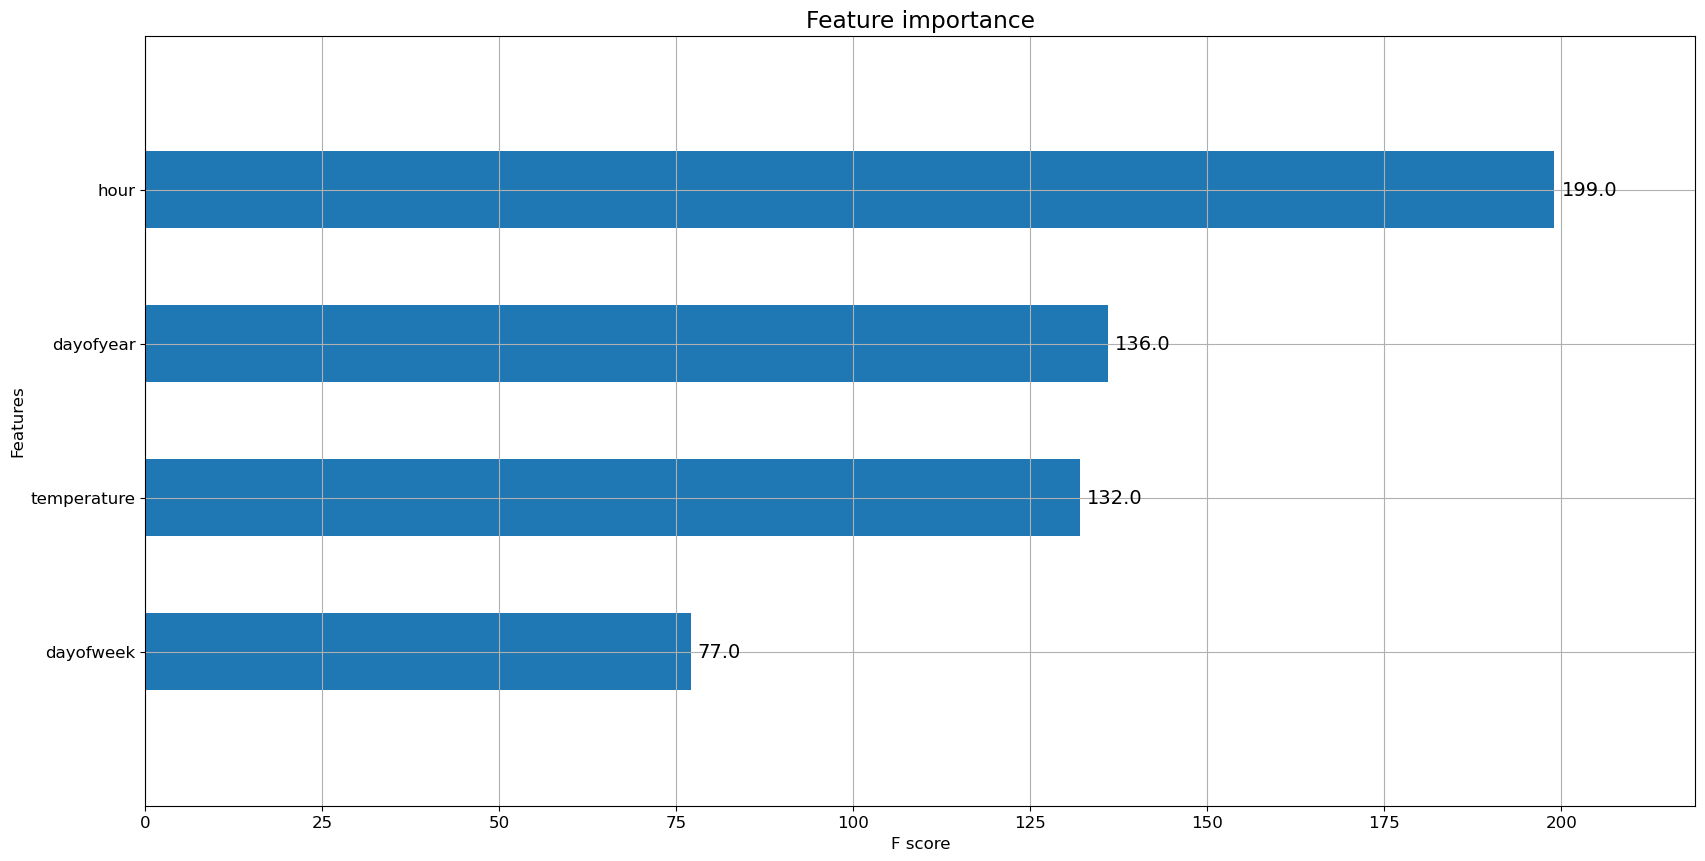 Feature importance
hour
199.0
dayofyear
136.0
temperature
132.0
dayofweek
77.0
Features
0 25 50 75 100 125 150 175 200
F score